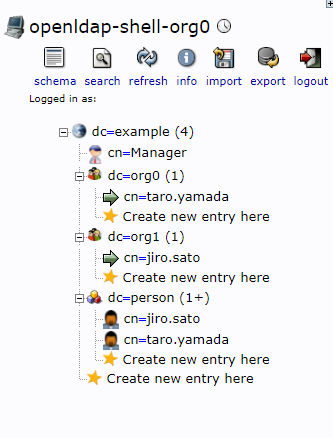 openldap-shell-org0
schema search refresh info import export logout
Logged in as:
dc=example (4)
cn=Manager
dc=org0 (1)
cn=taro.yamada
Create new entry here
dc=org1 (1)
cn=jiro.sato
Create new entry here
dc=person (1+)
cn=jiro.sato
cn=taro.yamada
Create new entry here
Create new entry here